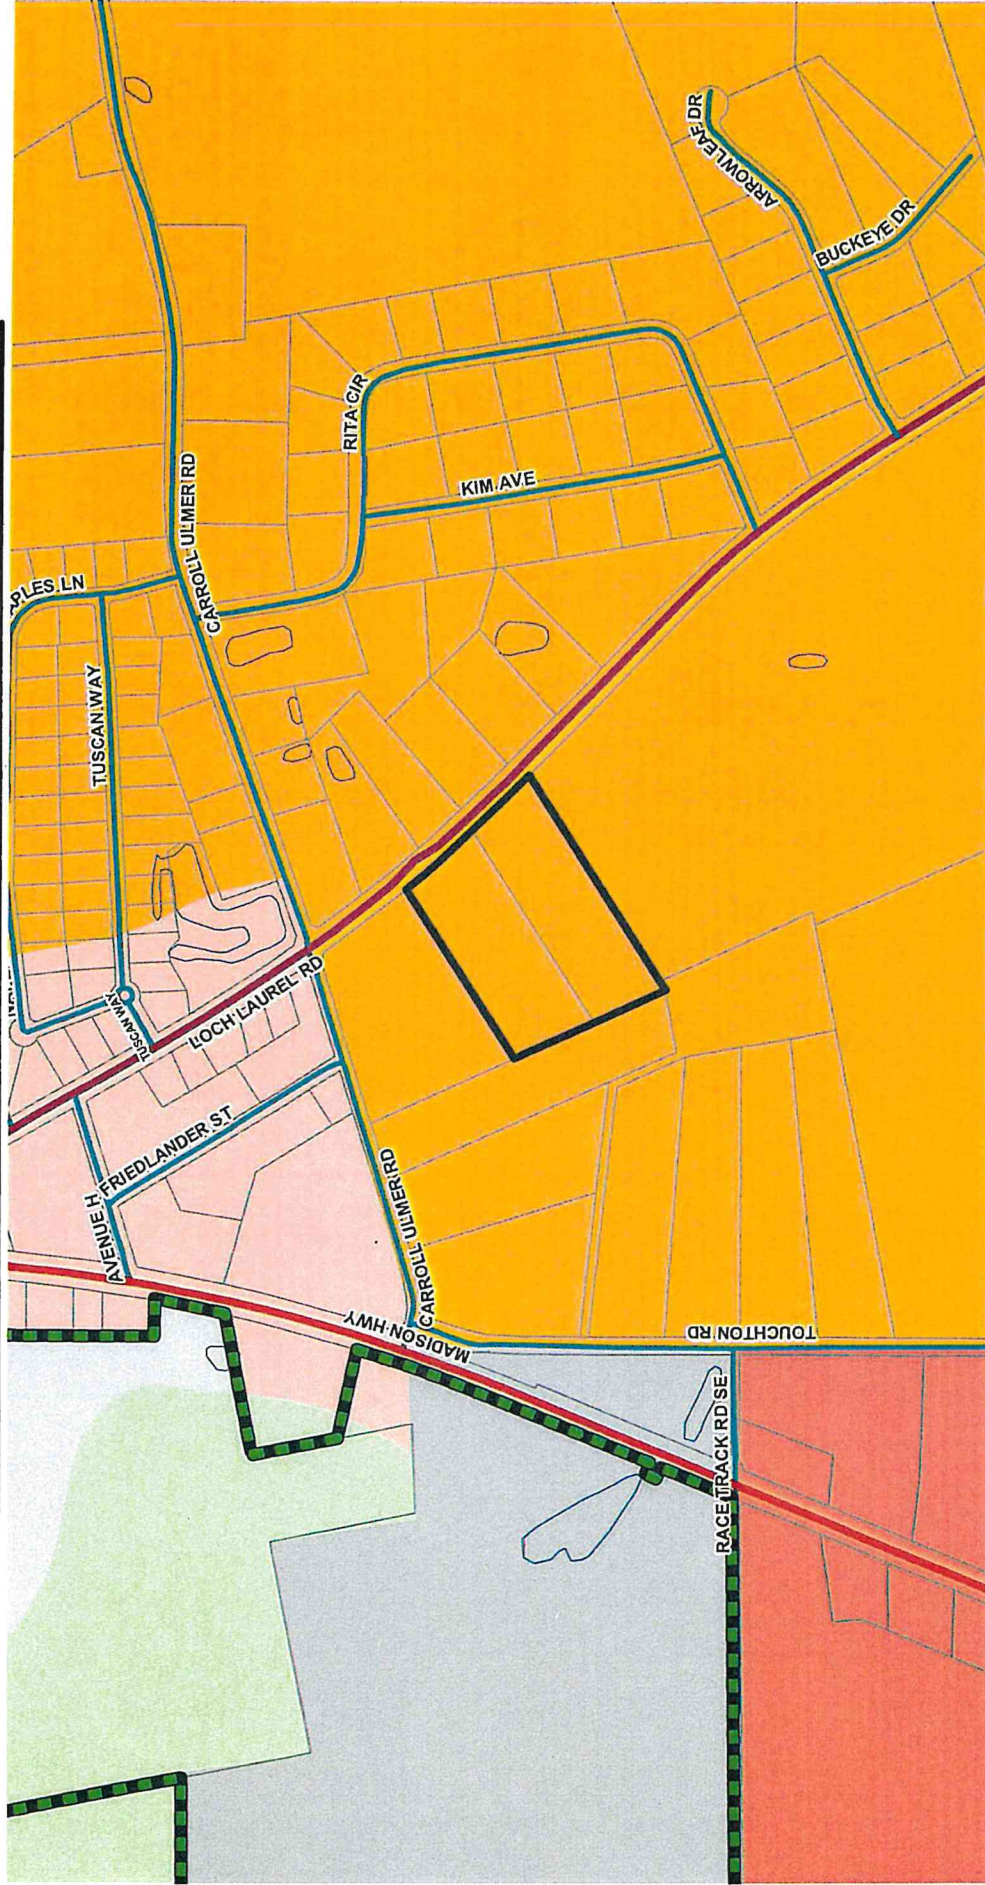 ARROWLEAF DR
BUCKEYE DR
RITA CIR
KIM AVE
CARROLL ULMER RD
APLES LN
TUSCAN WAY
TUSCAN WAY
LOCH LAUREL RD
FRIEDLANDER ST
AVENUE H
CARROLL ULMER RD
MADISON HWY
TOUCHTON RD
RACE TRACK RD SE